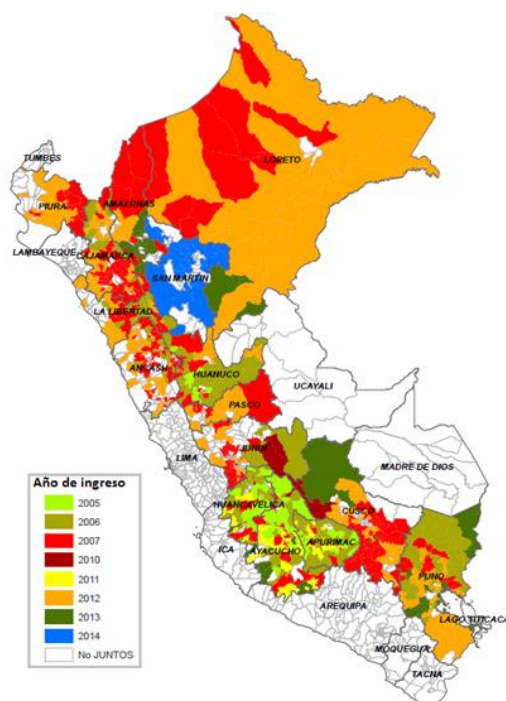 TUMBES
LORETO
PIURA
AMAZONAS
LAMBAYEQUE
CAJAMARCA
SAN MARTIN
LA LIBERTAD
ANCASH
HUANUCO
UCAYALI
PASCO
LIMA
JUNIN
MADRE DE DIOS
CUSCO
HUANCAVELICA
ICA
AYACUCHO
APURIMAC
PUNO
AREQUIPA
LAGO TITICACA
MOQUEGUA
TACNA
Año de ingreso
2005
2006
2007
2010
2011
2012
2013
2014
No JUNTOS